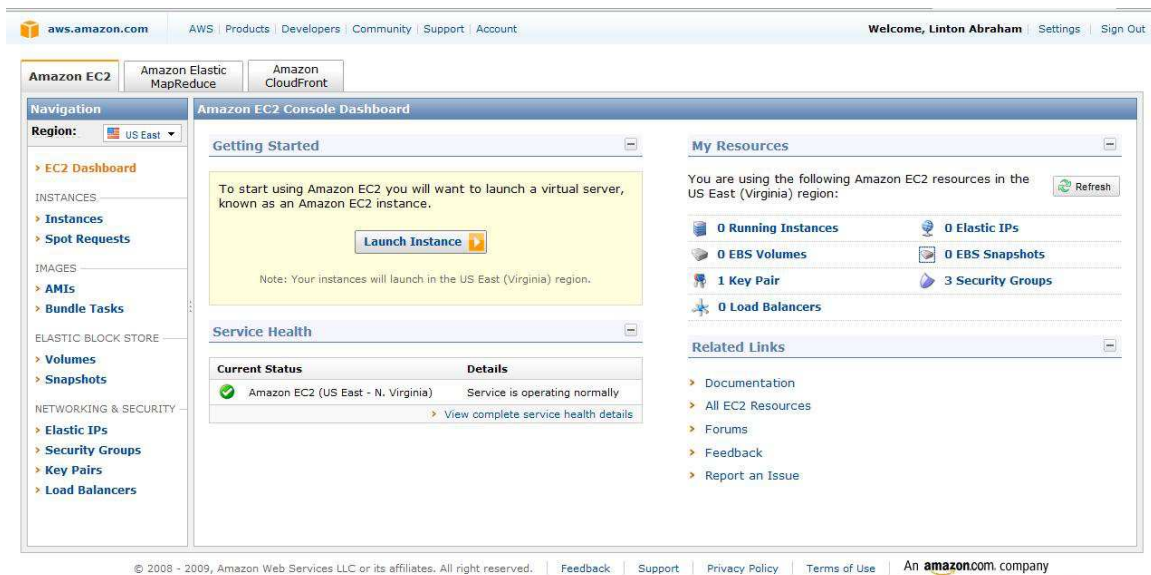 aws.amazon.com AWS | Products | Developers | Community | Support | Account Welcome, Linton Abraham | Settings | Sign Out
Amazon EC2 Amazon Elastic MapReduce Amazon CloudFront
Navigation
Region: US East
EC2 Dashboard
INSTANCES
Instances
Spot Requests
IMAGES
AMIs
Bundle Tasks
ELASTIC BLOCK STORE
Volumes
Snapshots
NETWORKING & SECURITY
Elastic IPs
Security Groups
Key Pairs
Load Balancers
Amazon EC2 Console Dashboard
Getting Started
To start using Amazon EC2 you will want to launch a virtual server,
known as an Amazon EC2 instance.
Launch Instance
Note: Your instances will launch in the US East (Virginia) region.
Service Health
Current Status Details
Amazon EC2 (US East - N. Virginia) Service is operating normally
View complete service health details
My Resources
You are using the following Amazon EC2 resources in the
US East (Virginia) region:
Refresh
0 Running Instances 0 Elastic IPs
0 EBS Volumes 0 EBS Snapshots
1 Key Pair 3 Security Groups
0 Load Balancers
Related Links
Documentation
All EC2 Resources
Forums
Feedback
Report an Issue
© 2008 - 2009, Amazon Web Services LLC or its affiliates. All right reserved. | Feedback | Support | Privacy Policy | Terms of Use | An amazon.com. company